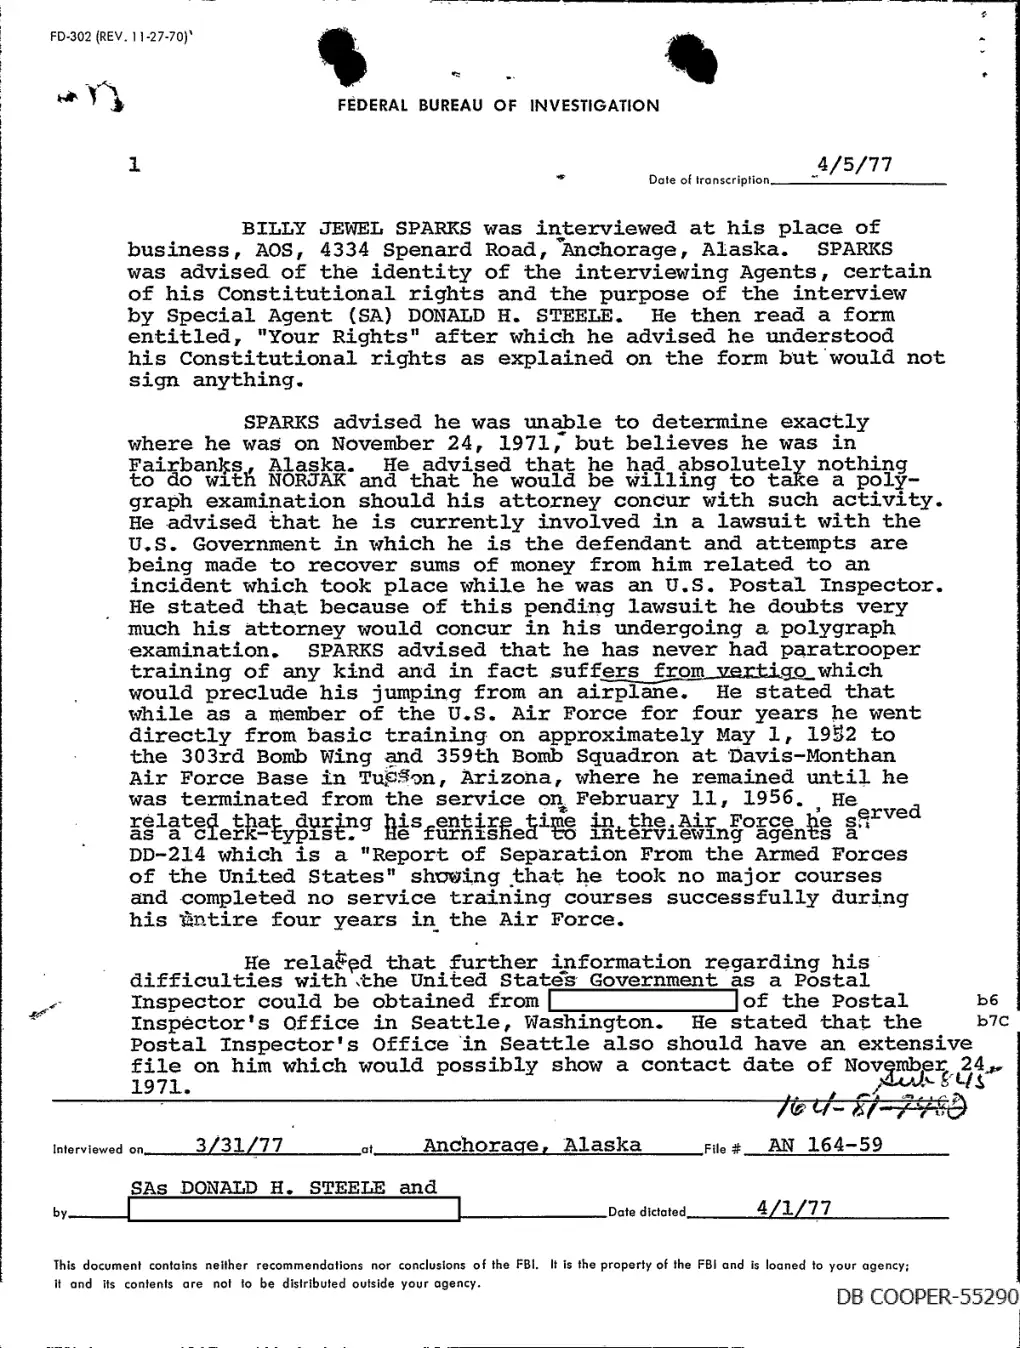 FD-302 (REV. 11-27-70)
FEDERAL BUREAU OF INVESTIGATION
1
4/5/77
Date of transcription
BILLY JEWEL SPARKS was interviewed at his place of
business, AOS, 4334 Spenard Road, Anchorage, Alaska. SPARKS
was advised of the identity of the interviewing Agents, certain
of his Constitutional rights and the purpose of the interview
by Special Agent (SA) DONALD H. STEELE. He then read a form
entitled, "Your Rights" after which he advised he understood
his Constitutional rights as explained on the form but would not
sign anything.
SPARKS advised he was unable to determine exactly
where he was on November 24, 1971, but believes he was in
Fairbanks, Alaska. He advised that he had absolutely nothing
to do with NORJAK and that he would be willing to take a poly-
graph examination should his attorney concur with such activity.
He advised that he is currently involved in a lawsuit with the
U.S. Government in which he is the defendant and attempts are
being made to recover sums of money from him related to an
incident which took place while he was an U.S. Postal Inspector.
He stated that because of this pending lawsuit he doubts very
much his attorney would concur in his undergoing a polygraph
examination. SPARKS advised that he has never had paratrooper
training of any kind and in fact suffers from vertigo which
would preclude his jumping from an airplane. He stated that
while as a member of the U.S. Air Force for four years he went
directly from basic training on approximately May 1, 1952 to
the 303rd Bomb Wing and 359th Bomb Squadron at Davis-Monthan
Air Force Base in Tucson, Arizona, where he remained until he
was terminated from the service on February 11, 1956. He
related that during his entire time in the Air Force he served
as a clerk-typist. He furnished to interviewing agents a
DD-214 which is a "Report of Separation From the Armed Forces
of the United States" showing that he took no major courses
and completed no service training courses successfully during
his entire four years in the Air Force.
He related that further information regarding his
difficulties with the United States Government as a Postal
Inspector could be obtained from of the Postal b6
Inspector's Office in Seattle, Washington. He stated that the b7C
Postal Inspector's Office in Seattle also should have an extensive
file on him which would possibly show a contact date of November 24,
1971.
Sub 845
164-81-7480
Interviewed on 3/31/77 at Anchorage, Alaska File # AN 164-59
SAs DONALD H. STEELE and
by Date dictated 4/1/77
This document contains neither recommendations nor conclusions of the FBI. It is the property of the FBI and is loaned to your agency;
it and its contents are not to be distributed outside your agency.
DB COOPER-55290